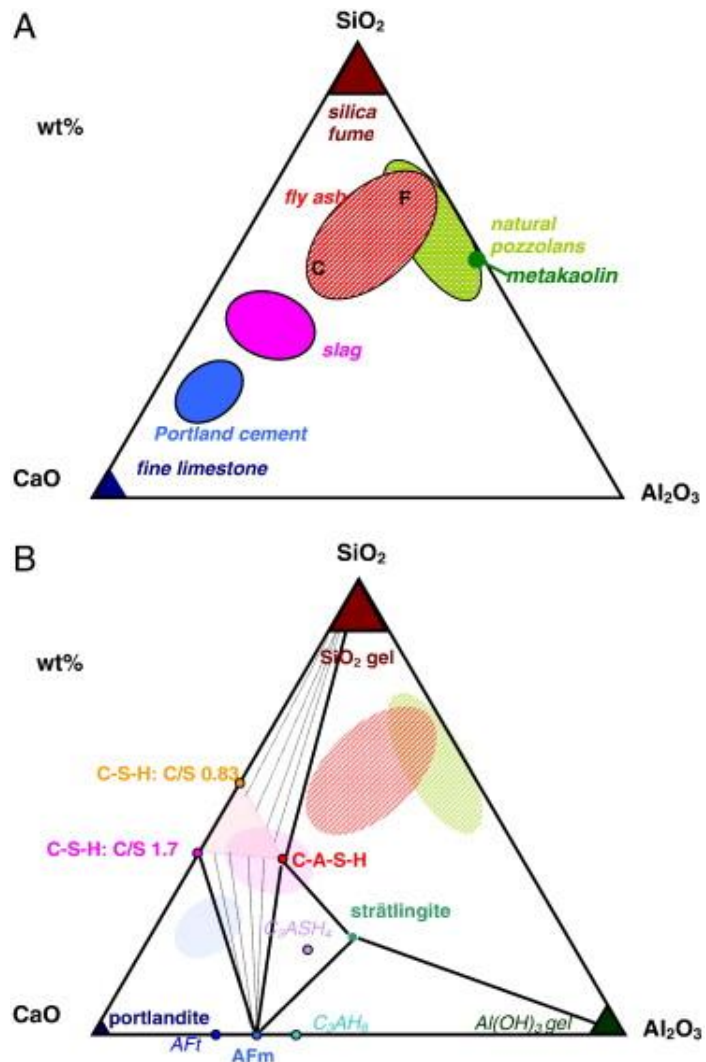 A
SiO₂
wt%
silica
fume
fly ash
F
natural
pozzolans
C
metakaolin
slag
Portland cement
CaO
fine limestone
Al₂O₃
B
SiO₂
wt%
SiO₂ gel
C-S-H: C/S 0.83
C-S-H: C/S 1.7
C-A-S-H
strätlingite
C₃ASH₄
CaO
portlandite
C₃AH₆
Al(OH)₃ gel
Al₂O₃
AFt
AFm